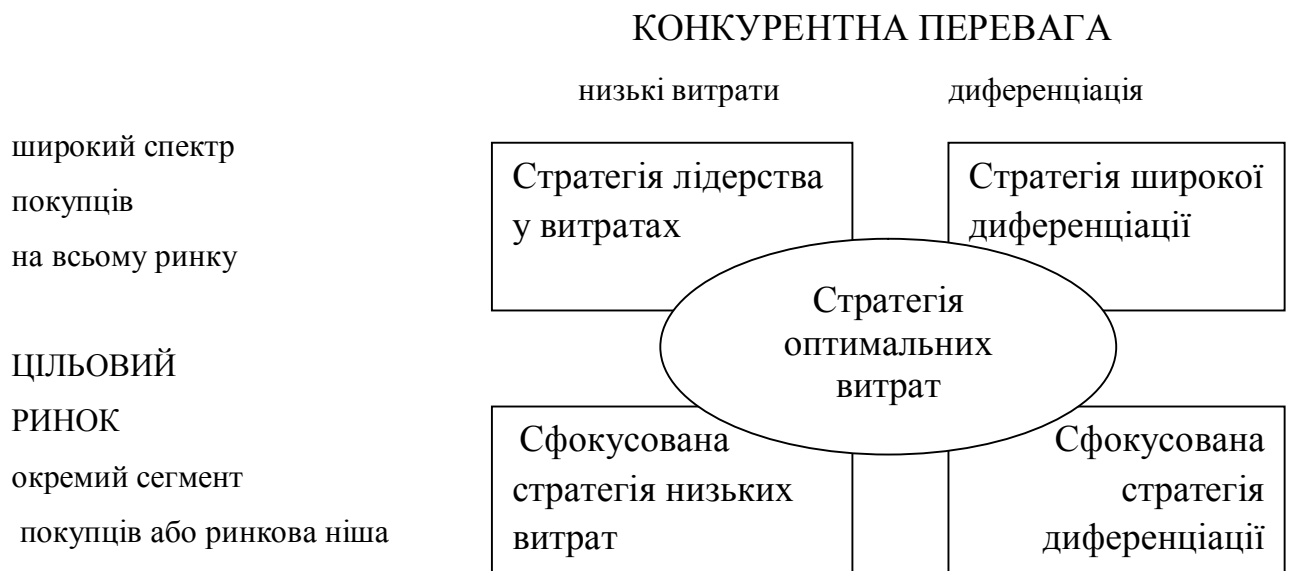 КОНКУРЕНТНА ПЕРЕВАГА
низькі витрати
диференціація
широкий спектр
покупців
на всьому ринку
Стратегія лідерства
у витратах
Стратегія широкої
диференціації
Стратегія
оптимальних
витрат
ЦІЛЬОВИЙ
РИНОК
окремий сегмент
покупців або ринкова ніша
Сфокусована
стратегія низьких
витрат
Сфокусована
стратегія
диференціації